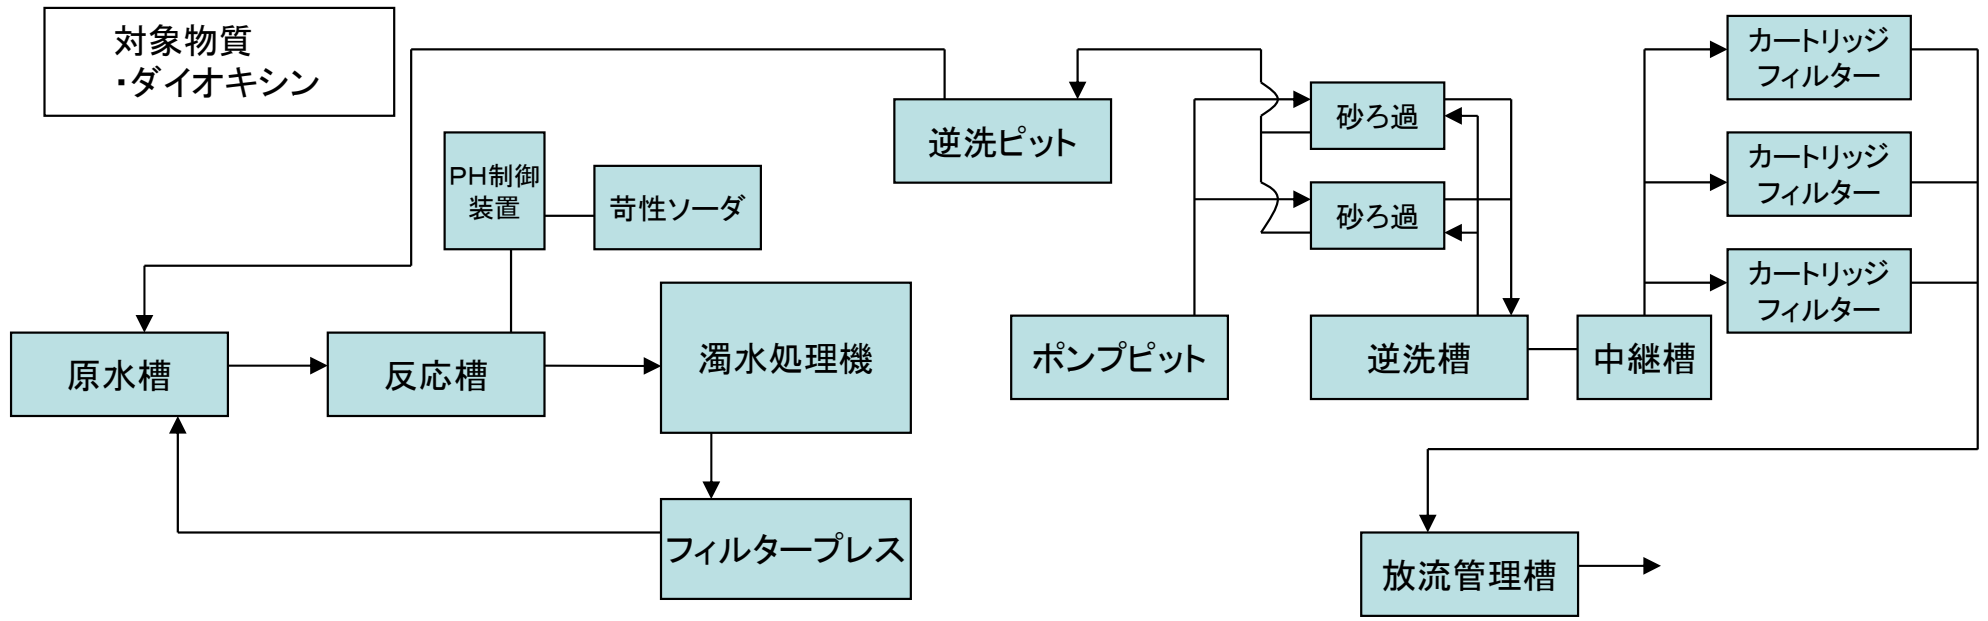 対象物質
・ダイオキシン
PH制御
装置
苛性ソーダ
逆洗ピット
砂ろ過
砂ろ過
カートリッジ
フィルター
カートリッジ
フィルター
カートリッジ
フィルター
原水槽
反応槽
濁水処理機
ポンプピット
逆洗槽
中継槽
フィルタープレス
放流管理槽